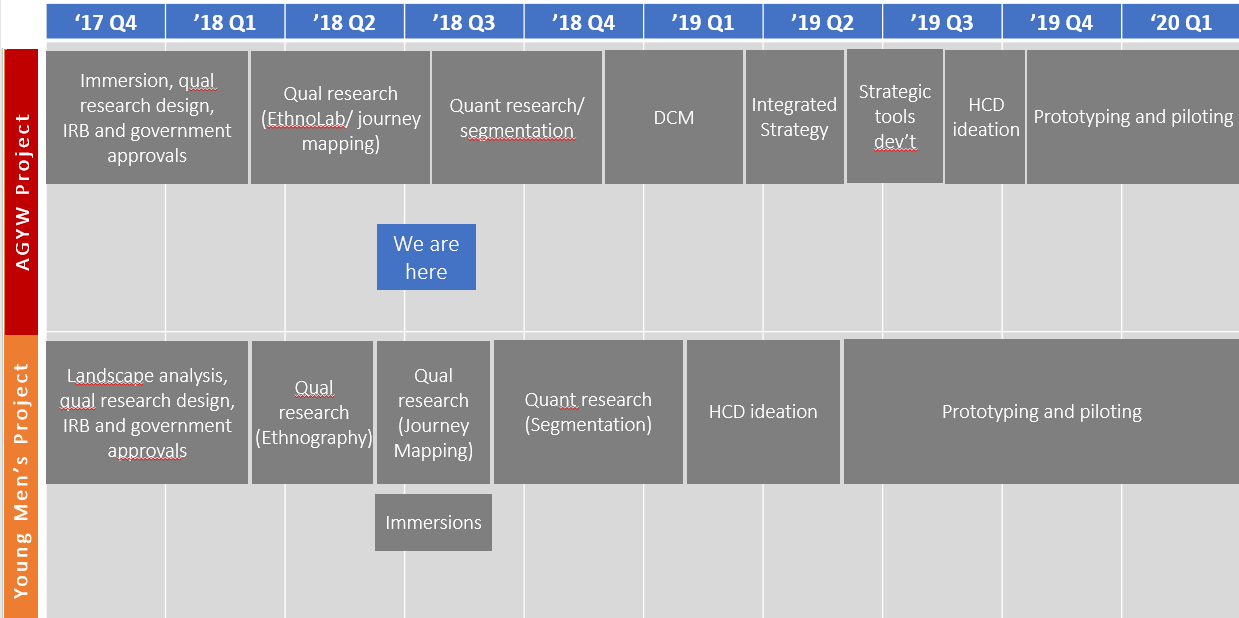 ‘17 Q4
’18 Q1
’18 Q2
’18 Q3
’18 Q4
’19 Q1
’19 Q2
’19 Q3
’19 Q4
‘20 Q1
AGYW Project
Immersion, qual
research design,
IRB and government
approvals
Qual research
(EthnoLab/ journey
mapping)
Quant research/
segmentation
DCM
Integrated
Strategy
Strategic
tools
dev’t
HCD
ideation
Prototyping and piloting
We are
here
Young Men’s Project
Landscape analysis,
qual research design,
IRB and government
approvals
Qual
research
(Ethnography)
Qual
research
(Journey
Mapping)
Quant research
(Segmentation)
HCD ideation
Prototyping and piloting
Immersions